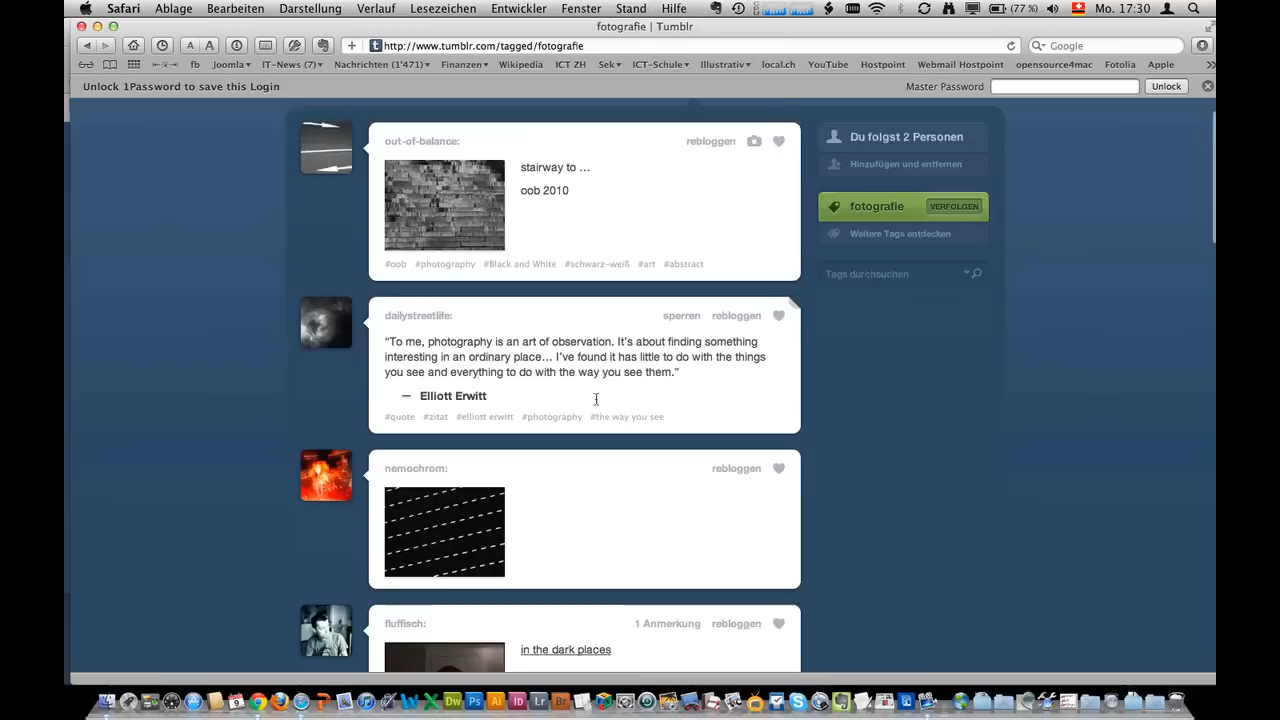 Safari Ablage Bearbeiten Darstellung Verlauf Lesezeichen Entwickler Fenster Stand Hilfe (77 %) Mo. 17:30
fotografie | Tumblr
A A http://www.tumblr.com/tagged/fotografie Google
fb Joomla IT-News (7) Nachrichten (1'471) Finanzen Wikipedia ICT ZH Sek ICT-Schule Illustrativ local.ch YouTube Hostpoint Webmail Hostpoint opensource4mac Fotolia Apple
Unlock 1Password to save this Login Master Password Unlock
out-of-balance: rebloggen
stairway to …
oob 2010
#oob #photography #Black and White #schwarz-weiß #art #abstract
Du folgst 2 Personen
Hinzufügen und entfernen
fotografie VERFOLGEN
Weitere Tags entdecken
Tags durchsuchen
dailystreetlife: sperren rebloggen
“To me, photography is an art of observation. It’s about finding something
interesting in an ordinary place… I’ve found it has little to do with the things
you see and everything to do with the way you see them.”
— Elliott Erwitt
#quote #zitat #elliott erwitt #photography #the way you see
nemochrom: rebloggen
fluffisch: 1 Anmerkung rebloggen
in the dark places
Dw Ps Ai Id Lr Br